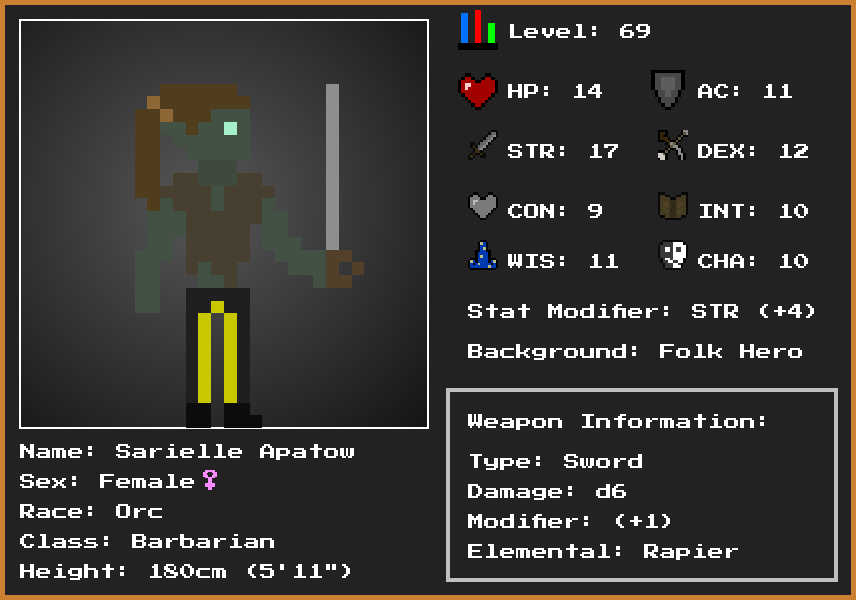 Level: 69
HP: 14 AC: 11
STR: 17 DEX: 12
CON: 9 INT: 10
WIS: 11 CHA: 10
Stat Modifier: STR (+4)
Background: Folk Hero
Weapon Information:
Type: Sword
Damage: d6
Modifier: (+1)
Elemental: Rapier
Name: Sarielle Apatow
Sex: Female♀
Race: Orc
Class: Barbarian
Height: 180cm (5'11")